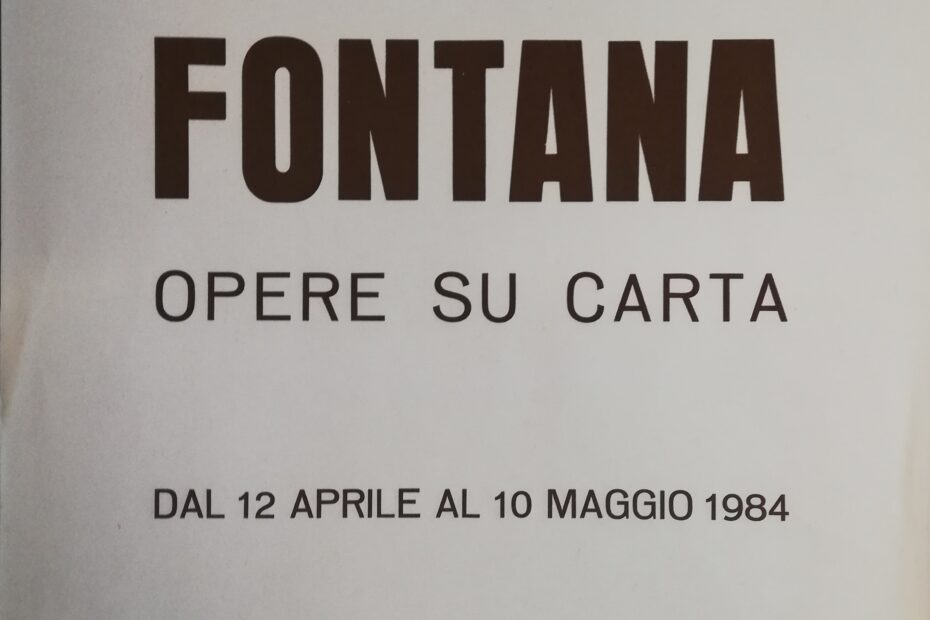 FONTANA
OPERE SU CARTA
DAL 12 APRILE AL 10 MAGGIO 1984